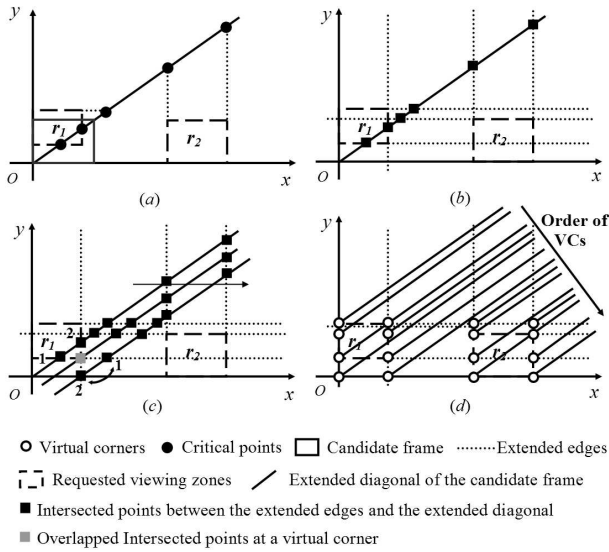 y
r1
r2
O
x
(a)
y
r1
r2
O
x
(b)
y
r1
2
1
1
r2
2
O
x
(c)
y
Order of
VCs
r1
r2
O
x
(d)
Virtual corners
Critical points
Candidate frame
Extended edges
Requested viewing zones
Extended diagonal of the candidate frame
Intersected points between the extended edges and the extended diagonal
Overlapped Intersected points at a virtual corner